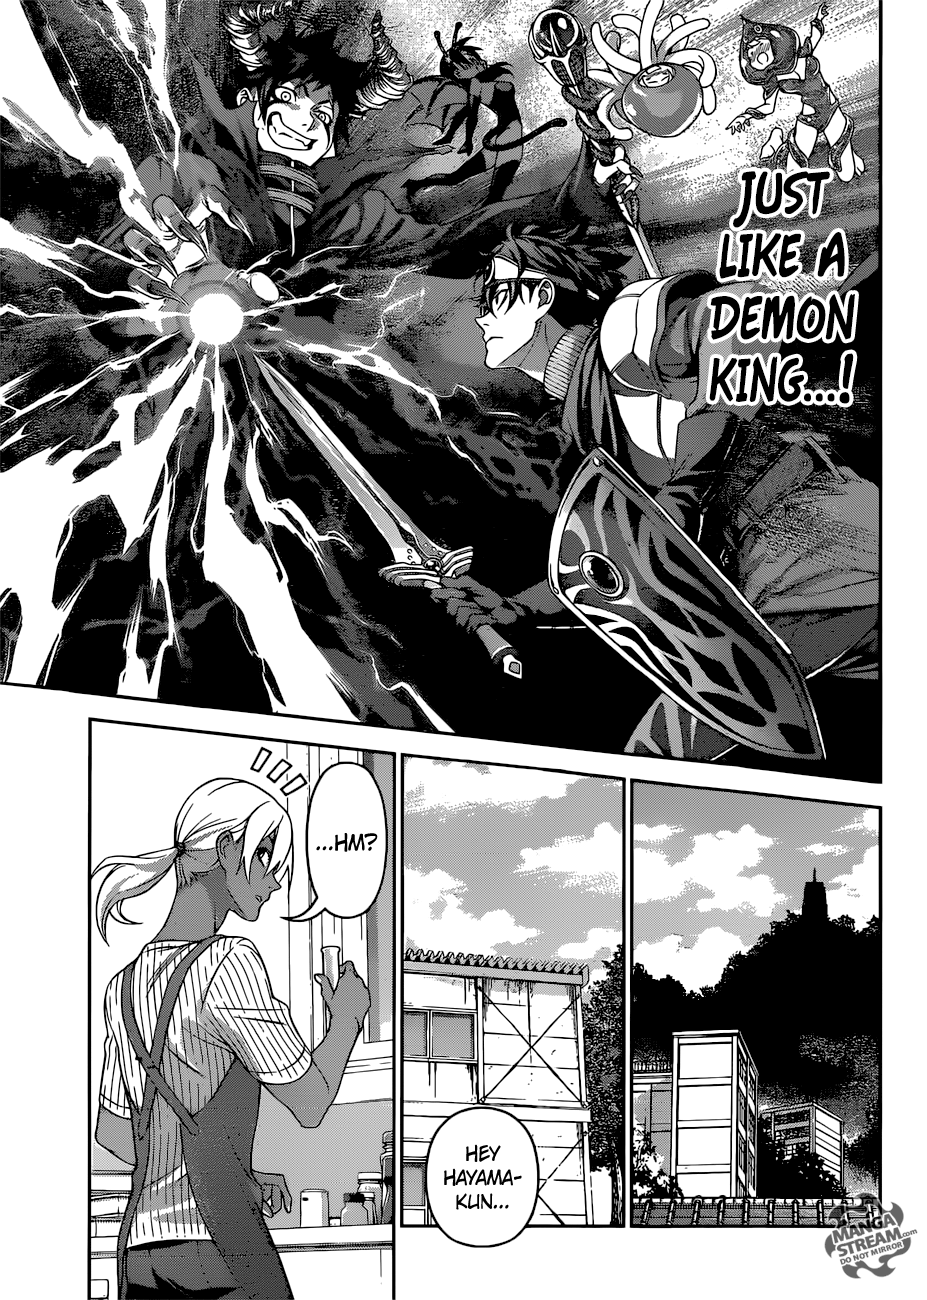 JUST
LIKE A
DEMON
KING...!
HEY
HAYAMA-
KUN...
...HM?
MANGA
STREAM.com
DO NOT MIRROR